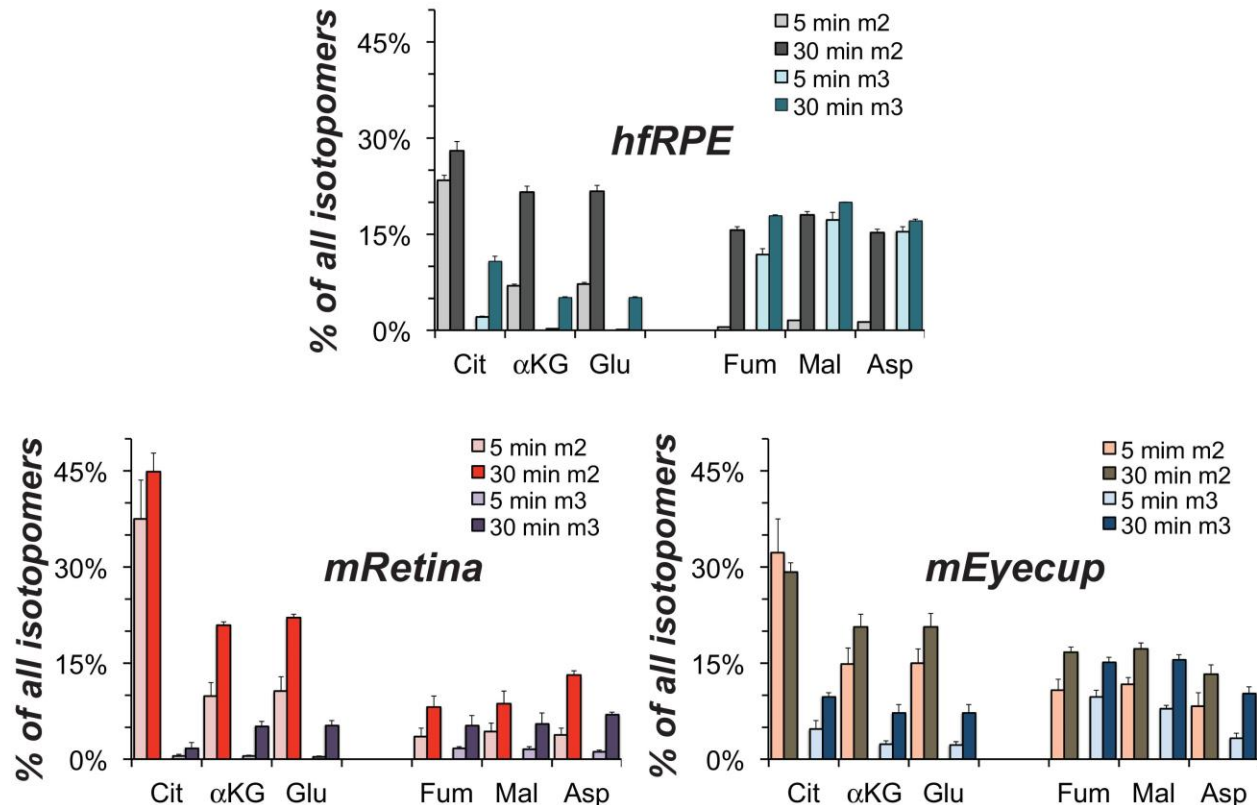 % of all isotopomers
45%
30%
15%
0%
hfRPE
5 min m2
30 min m2
5 min m3
30 min m3
Cit αKG Glu Fum Mal Asp
% of all isotopomers
45%
30%
15%
0%
mRetina
5 min m2
30 min m2
5 min m3
30 min m3
Cit αKG Glu Fum Mal Asp
% of all isotopomers
45%
30%
15%
0%
mEyecup
5 mim m2
30 min m2
5 min m3
30 min m3
Cit αKG Glu Fum Mal Asp